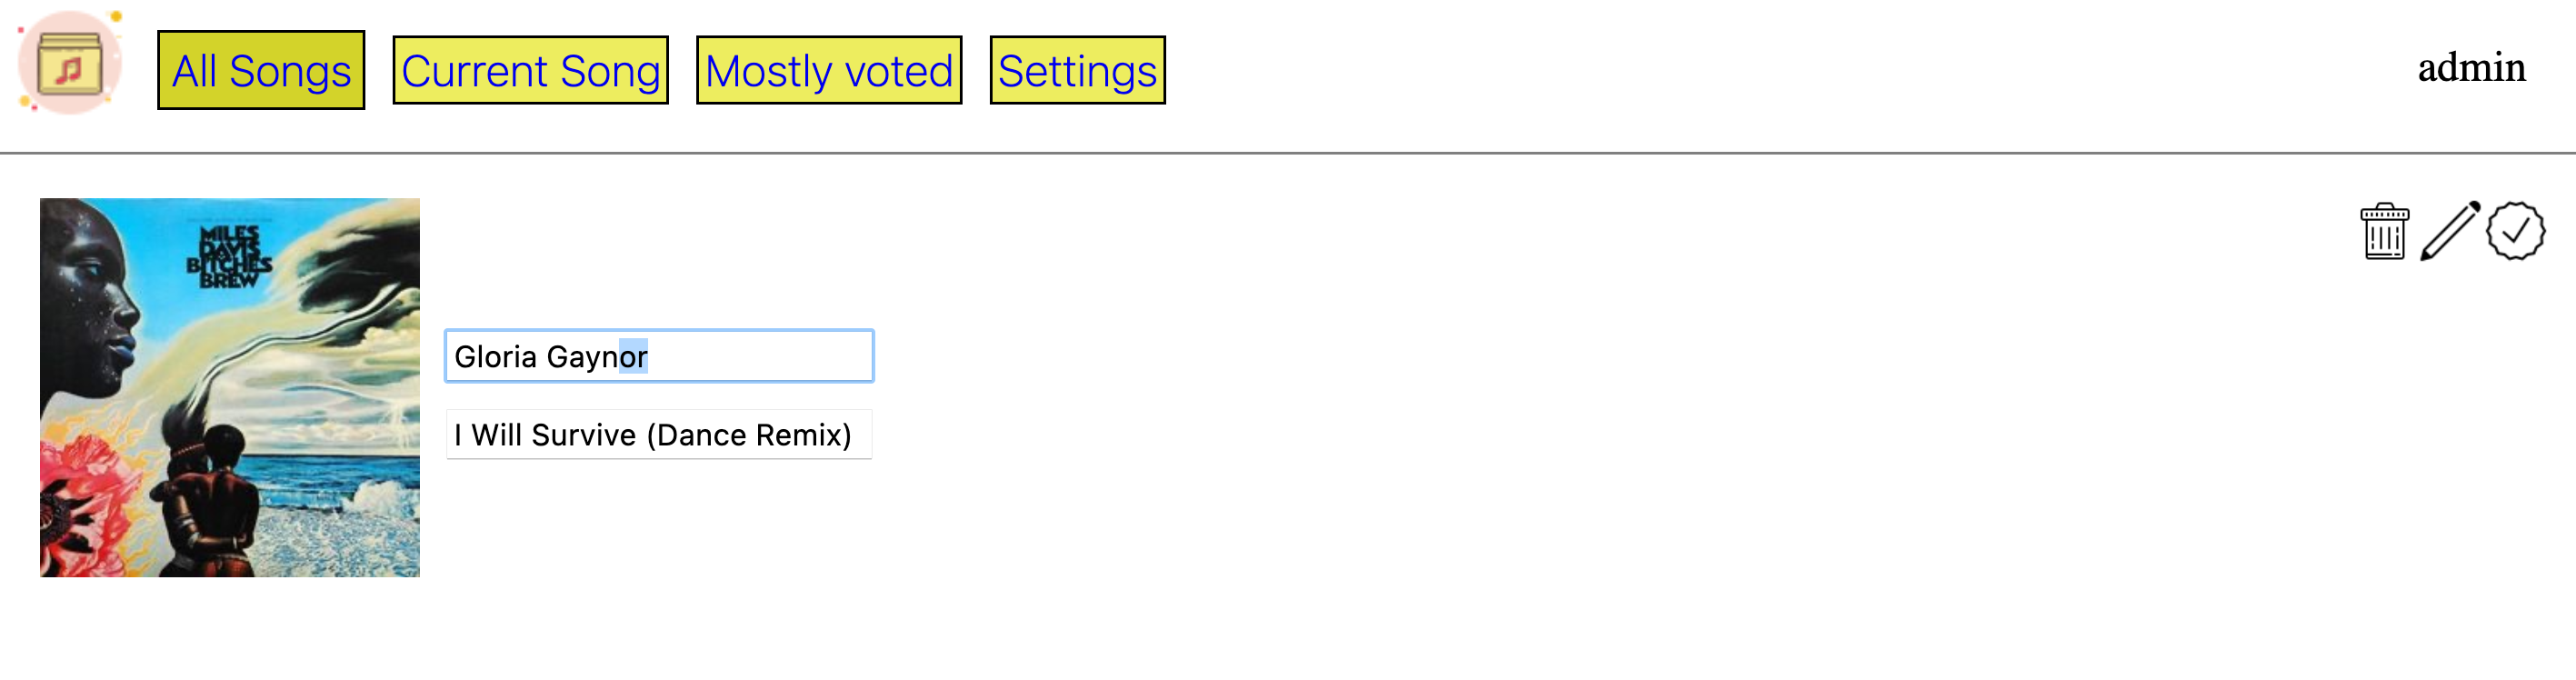 All Songs
Current Song
Mostly voted
Settings
admin
MILES
DAVIS
BITCHES
BREW
Gloria Gaynor
I Will Survive (Dance Remix)